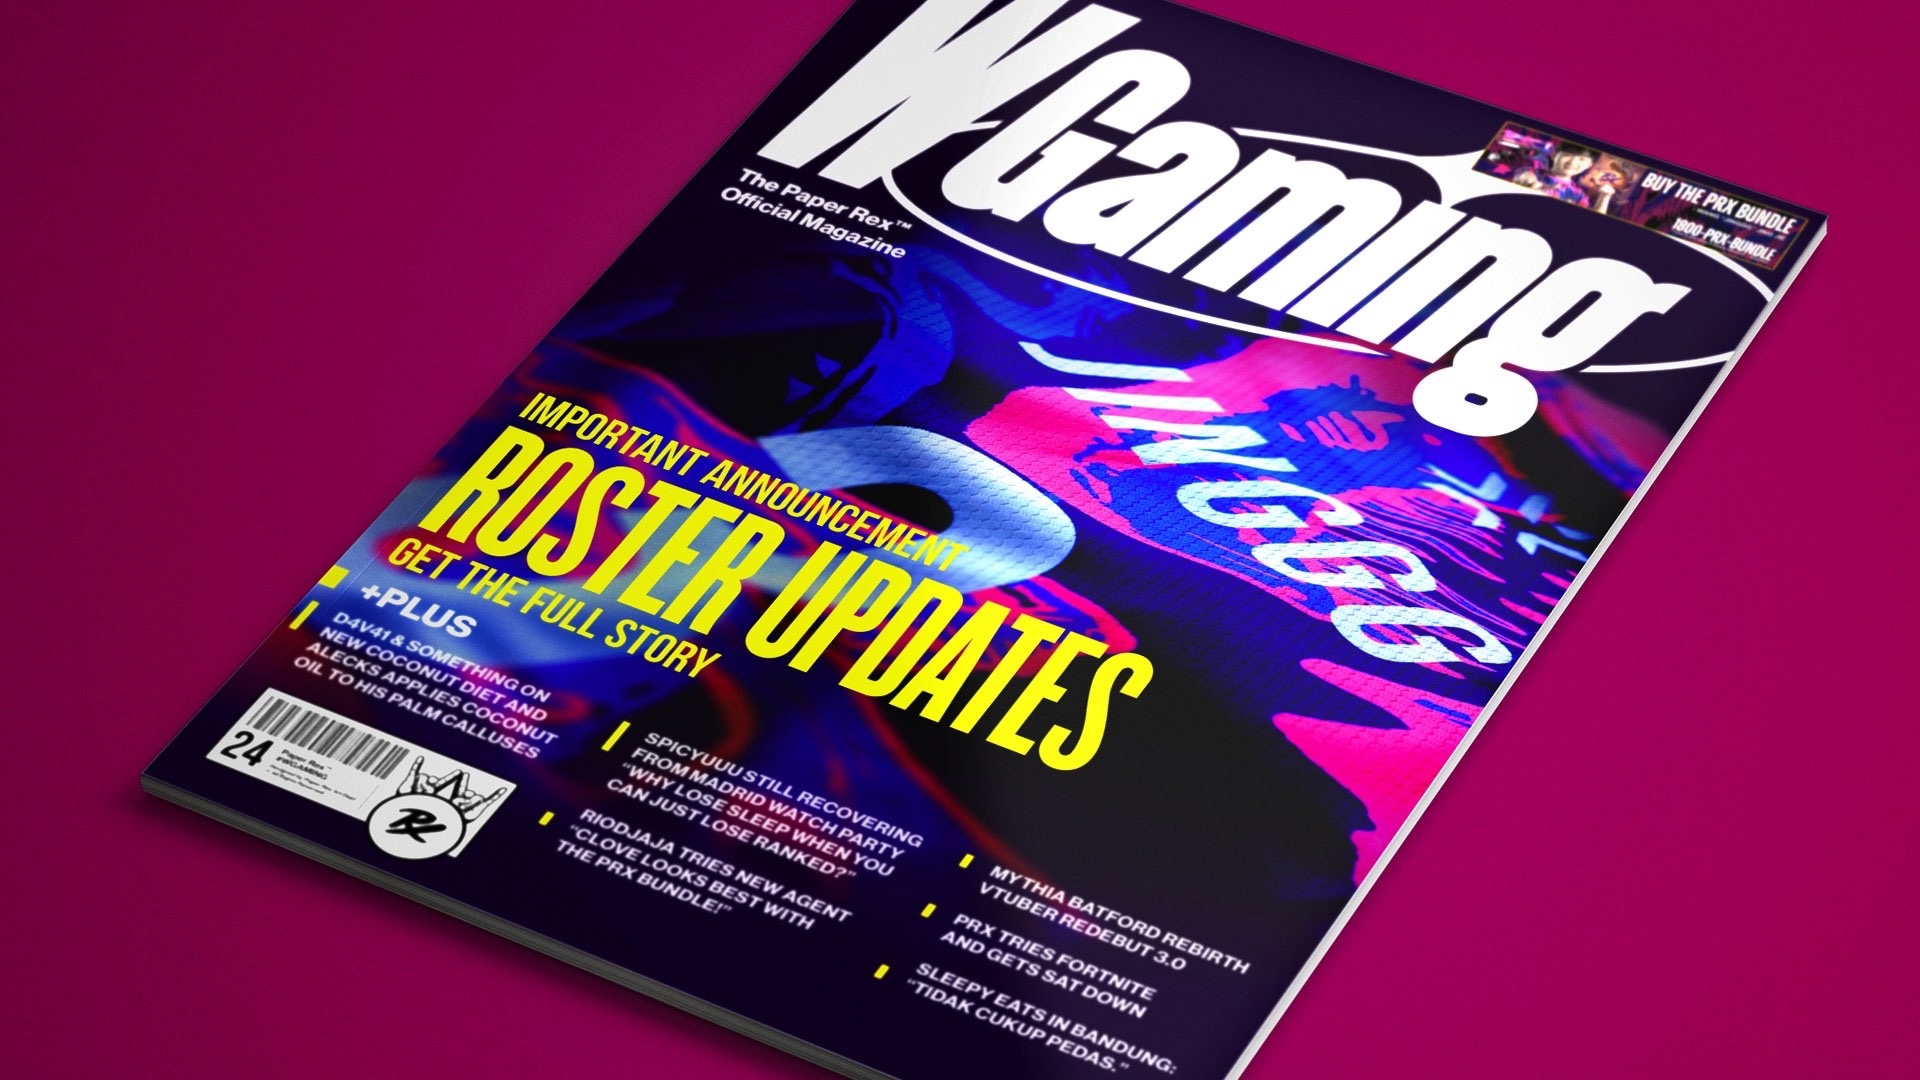 WGaming
The Paper Rex™
Official Magazine
BUY THE PRX BUNDLE
1800-PRX-BUNDLE
JINGGG
IMPORTANT ANNOUNCEMENT
ROSTER UPDATES
GET THE FULL STORY
+PLUS
D4V41 & SOMETHING ON
NEW COCONUT DIET AND
ALECKS APPLIES COCONUT
OIL TO HIS PALM CALLUSES
24
Paper Rex™
#WGAMING
SPICYUUU STILL RECOVERING
FROM MADRID WATCH PARTY
"WHY LOSE SLEEP WHEN YOU
CAN JUST LOSE RANKED?"
RIODJAJA TRIES NEW AGENT
"CLOVE LOOKS BEST WITH
THE PRX BUNDLE!"
MYTHIA BATFORD REBIRTH
VTUBER REDEBUT 3.0
PRX TRIES FORTNITE
AND GETS SAT DOWN
SLEEPY EATS IN BANDUNG:
"TIDAK CUKUP PEDAS."